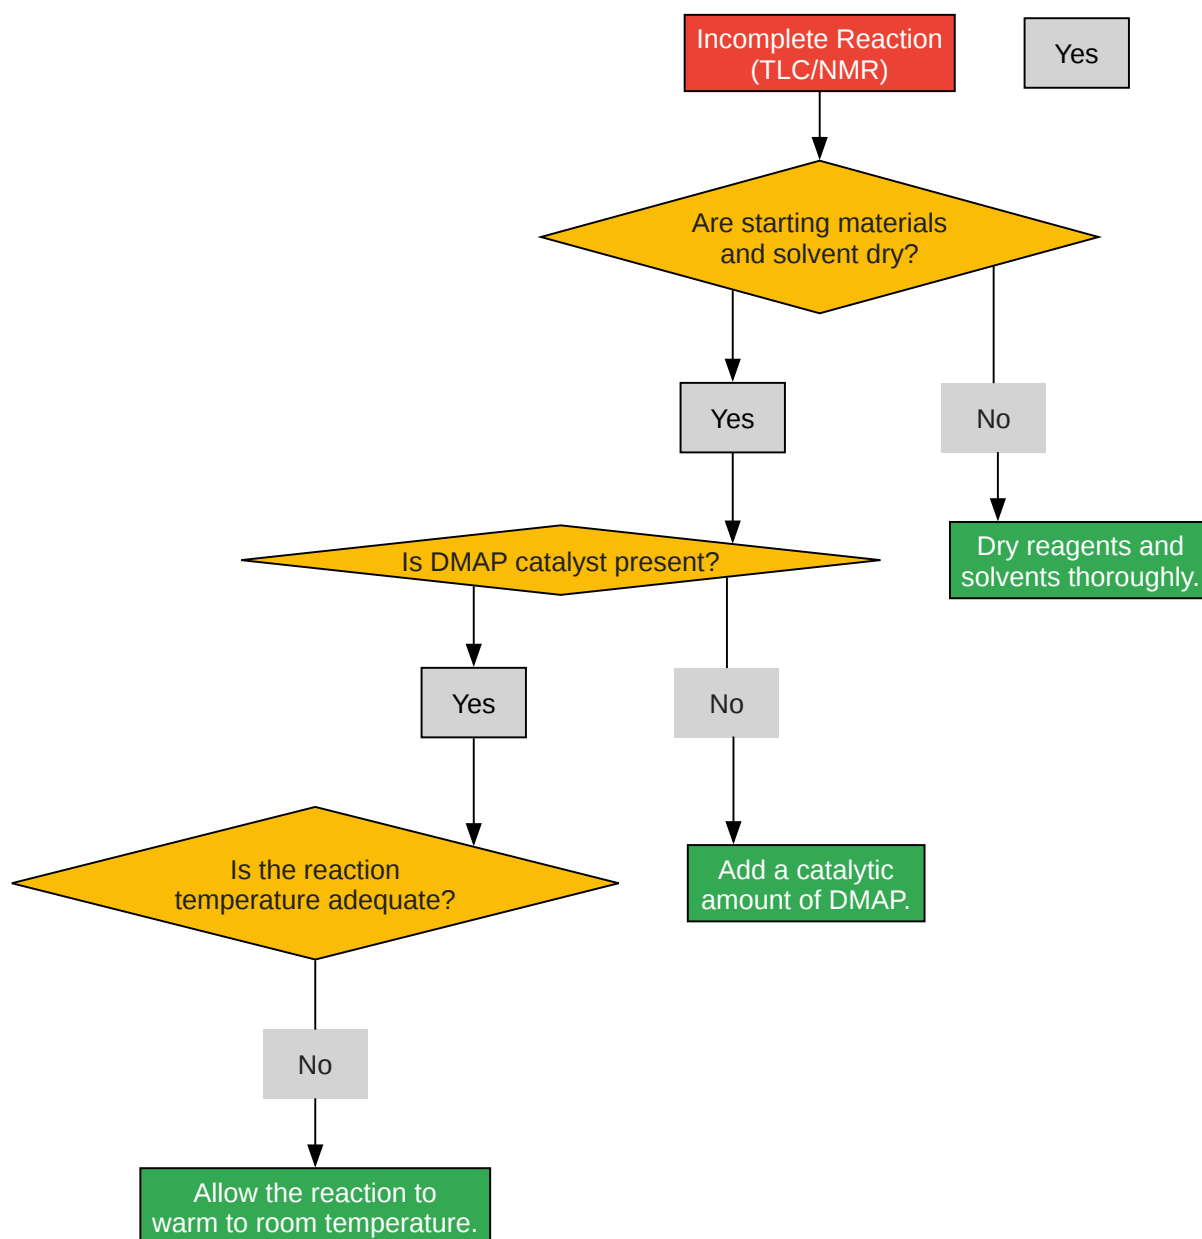 Incomplete Reaction
(TLC/NMR)
Yes
Are starting materials
and solvent dry?
Yes
No
Is DMAP catalyst present?
Dry reagents and
solvents thoroughly.
Yes
No
Is the reaction
temperature adequate?
Add a catalytic
amount of DMAP.
No
Allow the reaction to
warm to room temperature.